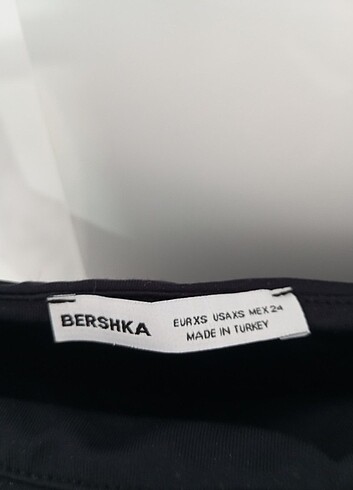 BERSHKA
EUR XS USA XS MEX 24
MADE IN TURKEY